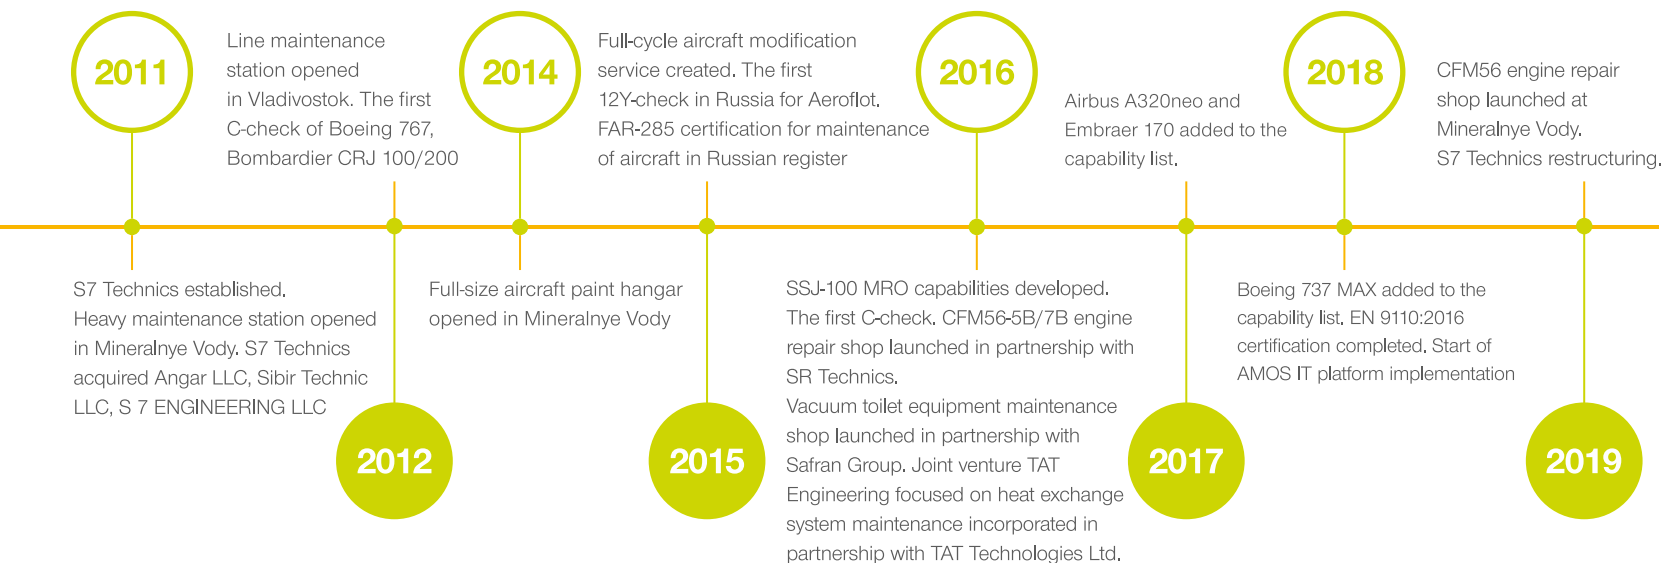 2011
S7 Technics established.
Heavy maintenance station opened
in Mineralnye Vody. S7 Technics
acquired Angar LLC, Sibir Technic
LLC, S 7 ENGINEERING LLC
Line maintenance
station opened
in Vladivostok. The first
C-check of Boeing 767,
Bombardier CRJ 100/200
2012
2014
Full-size aircraft paint hangar
opened in Mineralnye Vody
Full-cycle aircraft modification
service created. The first
12Y-check in Russia for Aeroflot.
FAR-285 certification for maintenance
of aircraft in Russian register
2015
2016
SSJ-100 MRO capabilities developed.
The first C-check. CFM56-5B/7B engine
repair shop launched in partnership with
SR Technics.
Vacuum toilet equipment maintenance
shop launched in partnership with
Safran Group. Joint venture TAT
Engineering focused on heat exchange
system maintenance incorporated in
partnership with TAT Technologies Ltd.
Airbus A320neo and
Embraer 170 added to the
capability list.
2017
2018
Boeing 737 MAX added to the
capability list. EN 9110:2016
certification completed. Start of
AMOS IT platform implementation
CFM56 engine repair
shop launched at
Mineralnye Vody.
S7 Technics restructuring.
2019